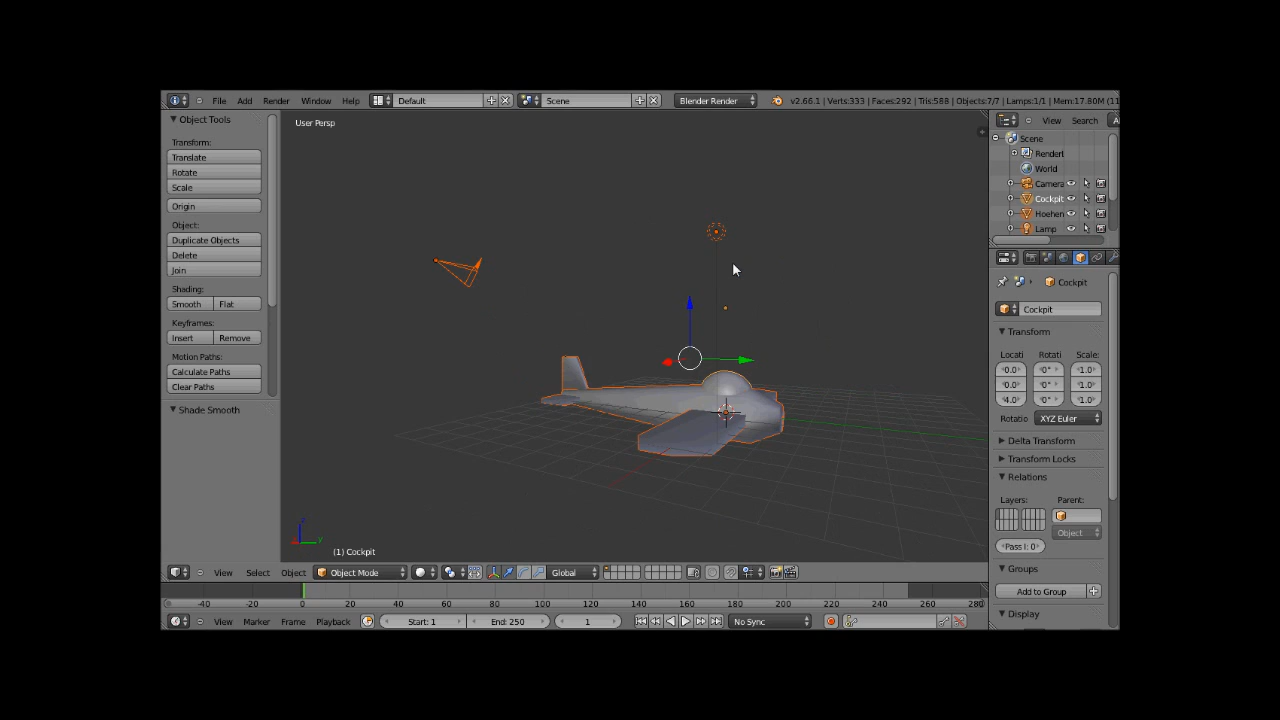 File Add Render Window Help Default Scene Blender Render v2.66.1 | Verts:333 | Faces:292 | Tris:588 | Objects:7/7 | Lamps:1/1 | Mem:17.80M (11
Object Tools
Transform:
Translate
Rotate
Scale
Origin
Object:
Duplicate Objects
Delete
Join
Shading:
Smooth Flat
Keyframes:
Insert Remove
Motion Paths:
Calculate Paths
Clear Paths
Shade Smooth
User Persp
(1) Cockpit
View Select Object Object Mode Global
-40 -20 0 20 40 60 80 100 120 140 160 180 200 220 240 260 280
View Marker Frame Playback Start: 1 End: 250 1 No Sync
View Search A
Scene
Renderl
World
Camera
Cockpit
Hoehen
Lamp
Cockpit
Cockpit
Transform
Locati Rotati Scale:
0.0 0° 1.0
0.0 0° 1.0
4.0 0° 1.0
Rotatio XYZ Euler
Delta Transform
Transform Locks
Relations
Layers: Parent:
Object
Pass I: 0
Groups
Add to Group
Display